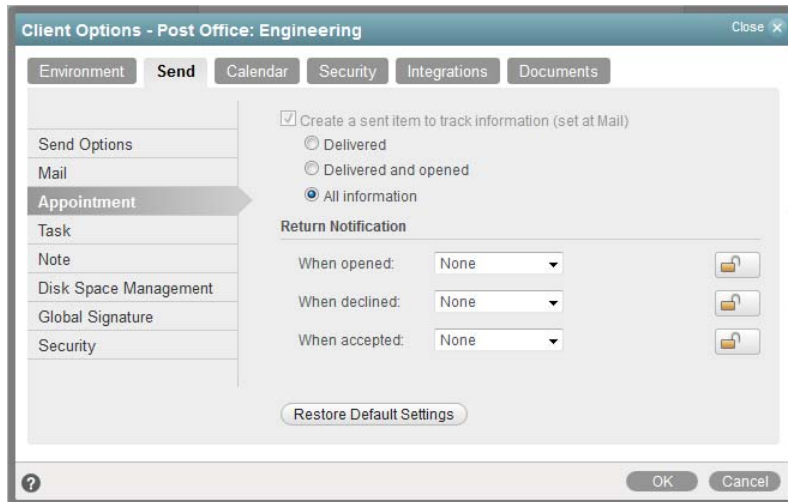 Client Options - Post Office: Engineering
Close
Environment Send Calendar Security Integrations Documents
Send Options
Mail
Appointment
Task
Note
Disk Space Management
Global Signature
Security
Create a sent item to track information (set at Mail)
Delivered
Delivered and opened
All information
Return Notification
When opened: None
When declined: None
When accepted: None
Restore Default Settings
?
OK Cancel